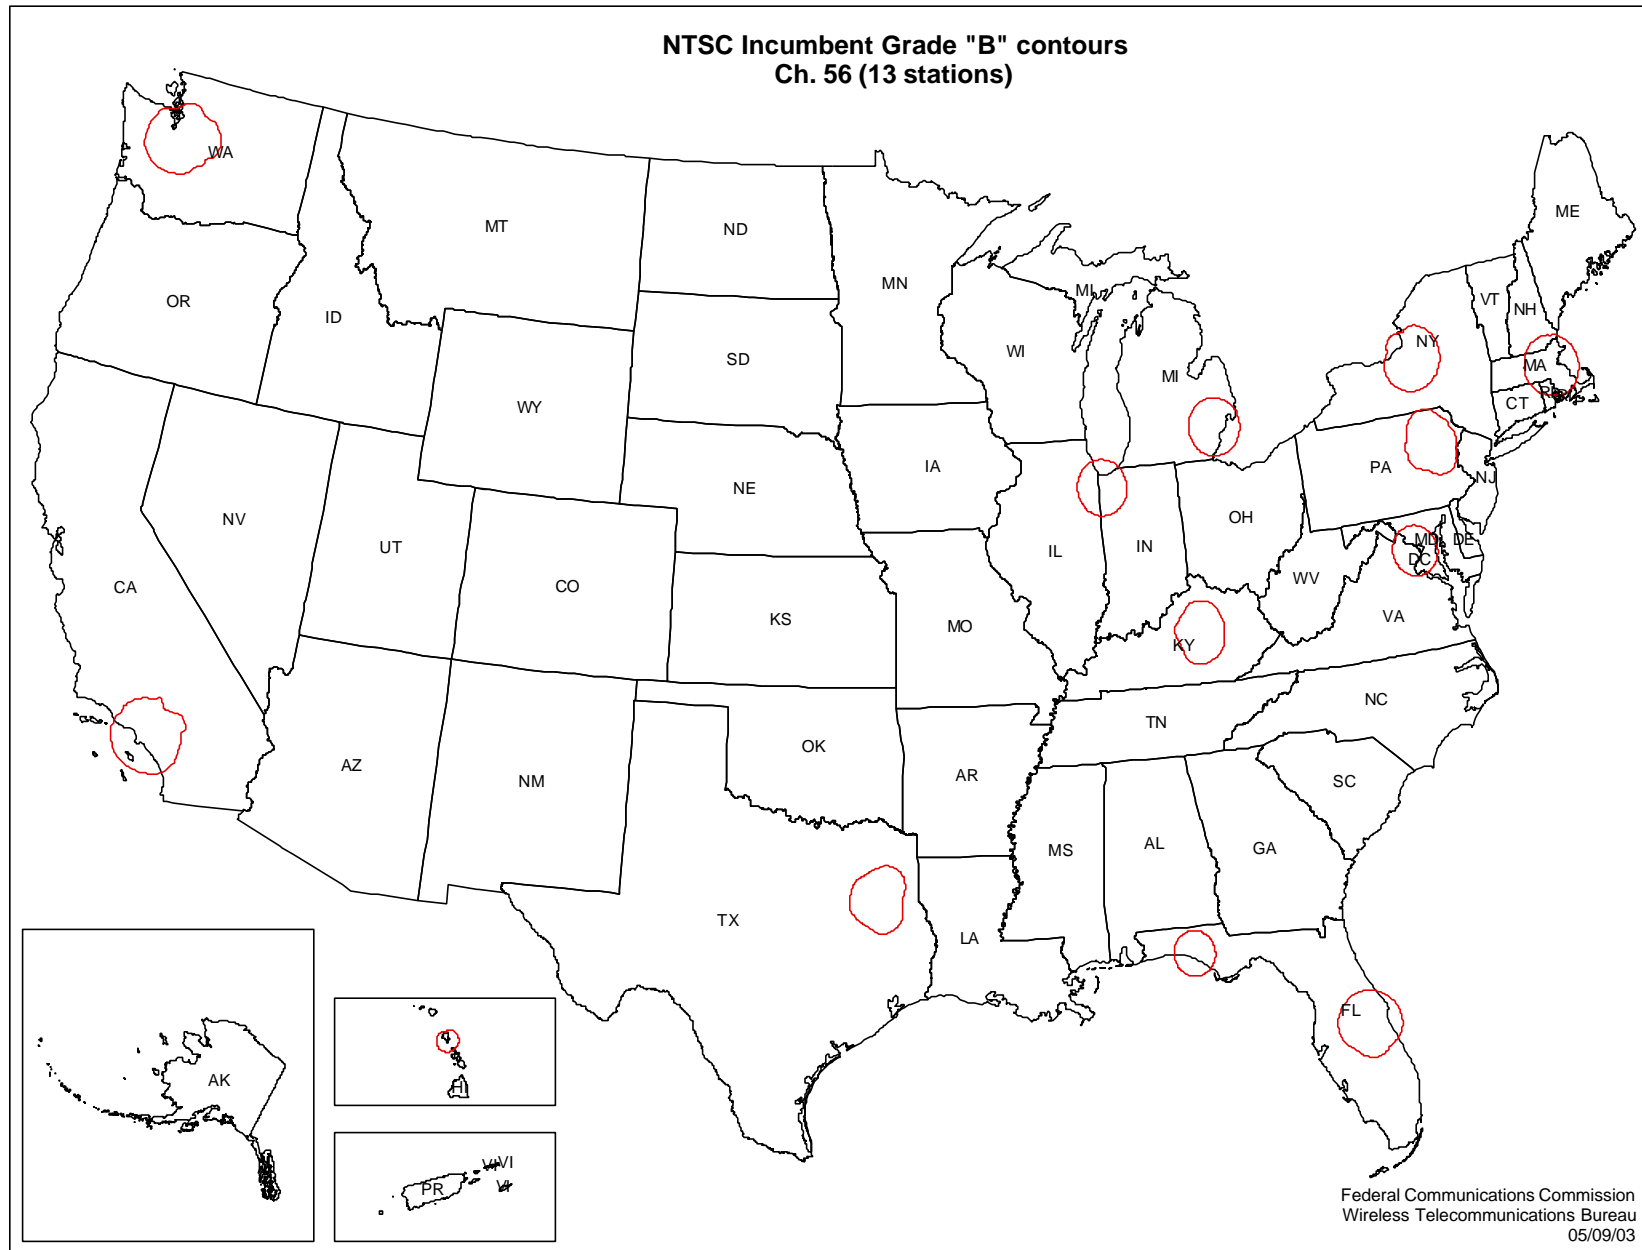 NTSC Incumbent Grade "B" contours
Ch. 56 (13 stations)
WA
MT
ND
MN
ME
OR
ID
SD
WI
MI
MI
VT
NH
NY
MA
CT
WY
IA
NE
PA
NJ
NV
UT
CO
IL
IN
OH
MD
DE
DC
WV
VA
CA
KS
MO
KY
NC
TN
AZ
NM
OK
AR
SC
MS
AL
GA
TX
LA
FL
AK
HI
PR
VI
VI
VI
Federal Communications Commission
Wireless Telecommunications Bureau
05/09/03